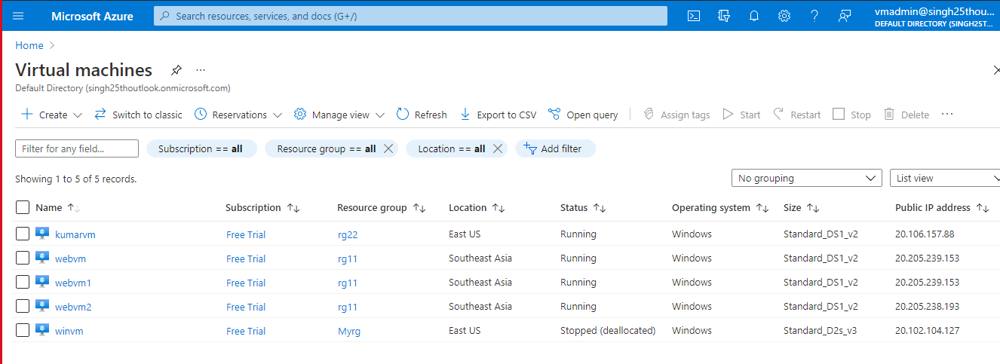 Microsoft Azure Search resources, services, and docs (G+/) vmadmin@singh25thou...
DEFAULT DIRECTORY (SINGH25T...
Home
Virtual machines ...
Default Directory (singh25thoutlook.onmicrosoft.com)
Create Switch to classic Reservations Manage view Refresh Export to CSV Open query Assign tags Start Restart Stop Delete ...
Filter for any field... Subscription == all Resource group == all Location == all Add filter
Showing 1 to 5 of 5 records. No grouping List view
Name Subscription Resource group Location Status Operating system Size Public IP address
kumarvm Free Trial rg22 East US Running Windows Standard_DS1_v2 20.106.157.88
webvm Free Trial rg11 Southeast Asia Running Windows Standard_DS1_v2 20.205.239.153
webvm1 Free Trial rg11 Southeast Asia Running Windows Standard_DS1_v2 20.205.239.153
webvm2 Free Trial rg11 Southeast Asia Running Windows Standard_DS1_v2 20.205.238.193
winvm Free Trial Myrg East US Stopped (deallocated) Windows Standard_D2s_v3 20.102.104.127